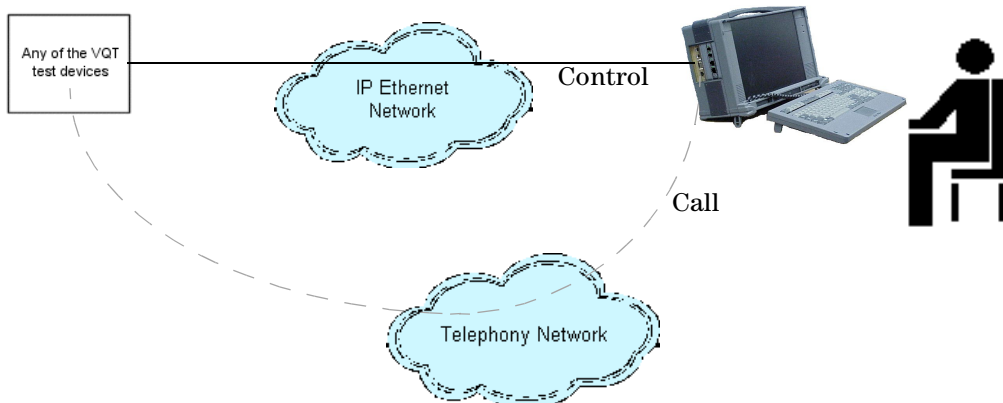 Any of the VQT
test devices
IP Ethernet
Network
Control
Call
Telephony Network